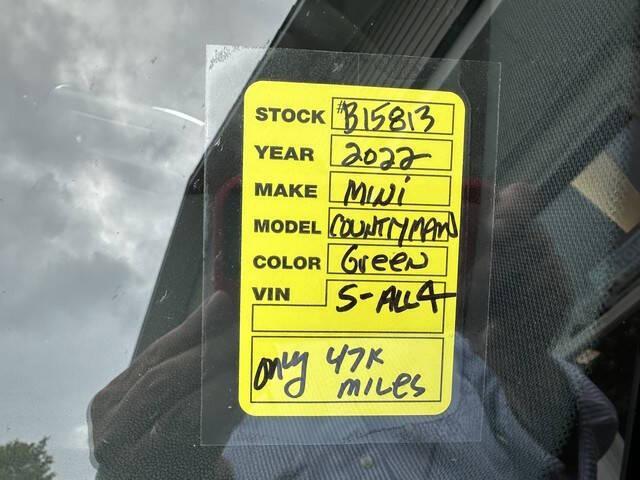 STOCK #B15813
YEAR 2022
MAKE MINI
MODEL COUNTYMAN
COLOR Green
VIN S-ALL4
only 47K
MILES